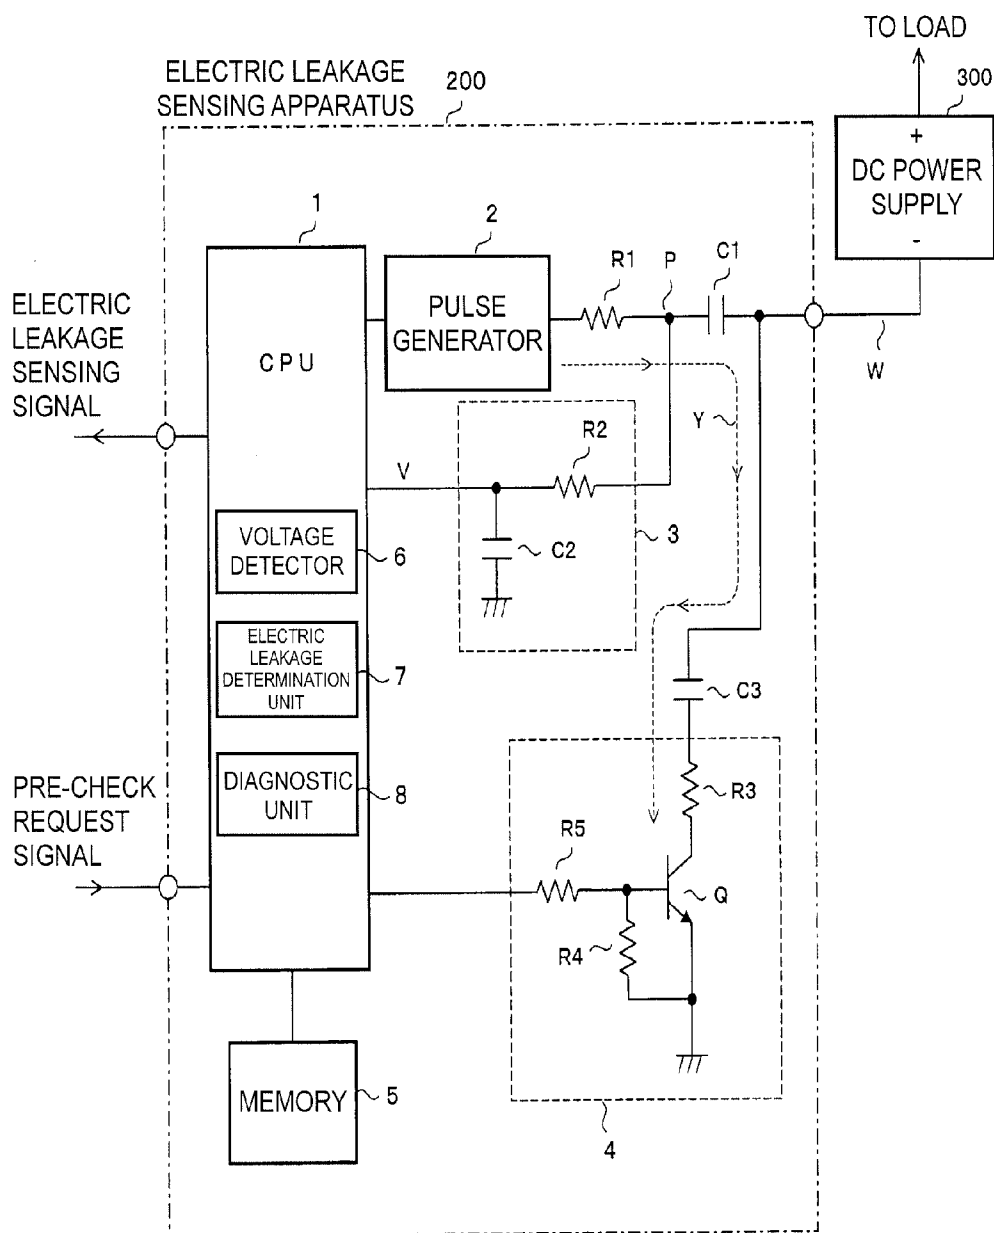 TO LOAD
ELECTRIC LEAKAGE
SENSING APPARATUS
200
300
+
DC POWER
SUPPLY
-
1
2
R1
P
C1
ELECTRIC
LEAKAGE
SENSING
SIGNAL
CPU
PULSE
GENERATOR
W
Y
R2
V
3
C2
VOLTAGE
DETECTOR
6
ELECTRIC
LEAKAGE
DETERMINATION
UNIT
7
C3
PRE-CHECK
REQUEST
SIGNAL
DIAGNOSTIC
UNIT
8
R3
R5
Q
R4
MEMORY
5
4